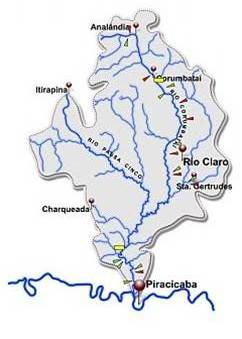 Analândia
Corumbataí
Itirapina
RIO CORUMBATAÍ
RIO PASSA CINCO
Rio Claro
Sta. Gertrudes
Charqueada
Piracicaba